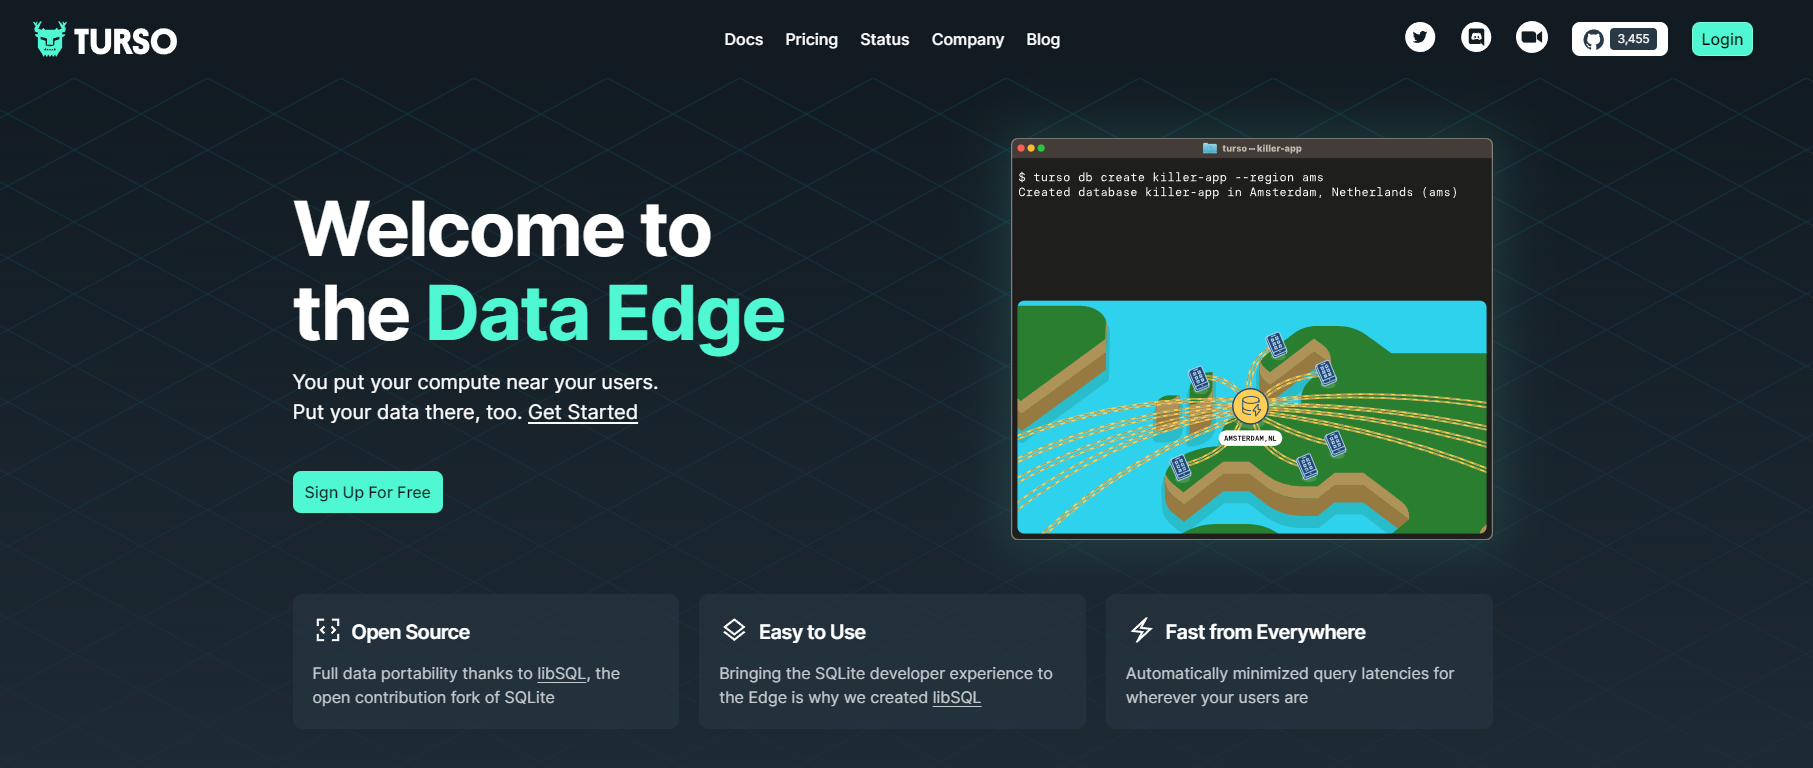 TURSO
Docs Pricing Status Company Blog
3,455
Login
Welcome to
the Data Edge
You put your compute near your users.
Put your data there, too. Get Started
Sign Up For Free
turso — killer-app
$ turso db create killer-app --region ams
Created database killer-app in Amsterdam, Netherlands (ams)
AMSTERDAM,NL
Open Source
Full data portability thanks to libSQL, the
open contribution fork of SQLite
Easy to Use
Bringing the SQLite developer experience to
the Edge is why we created libSQL
Fast from Everywhere
Automatically minimized query latencies for
wherever your users are